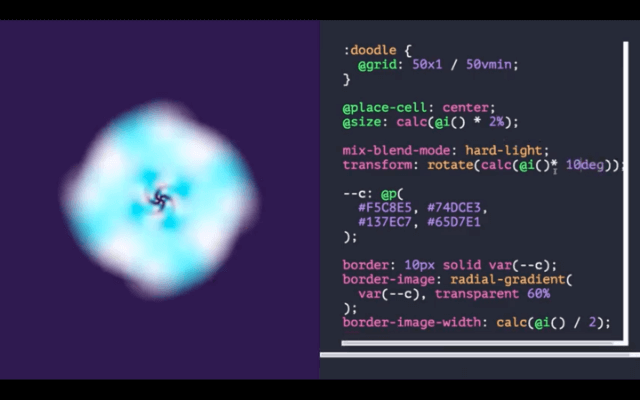 :doodle {
@grid: 50x1 / 50vmin;
}
@place-cell: center;
@size: calc(@i() * 2%);
mix-blend-mode: hard-light;
transform: rotate(calc(@i()* 10deg));
--c: @p(
#F5C8E5, #74DCE3,
#137EC7, #65D7E1
);
border: 10px solid var(--c);
border-image: radial-gradient(
var(--c), transparent 60%
);
border-image-width: calc(@i() / 2);